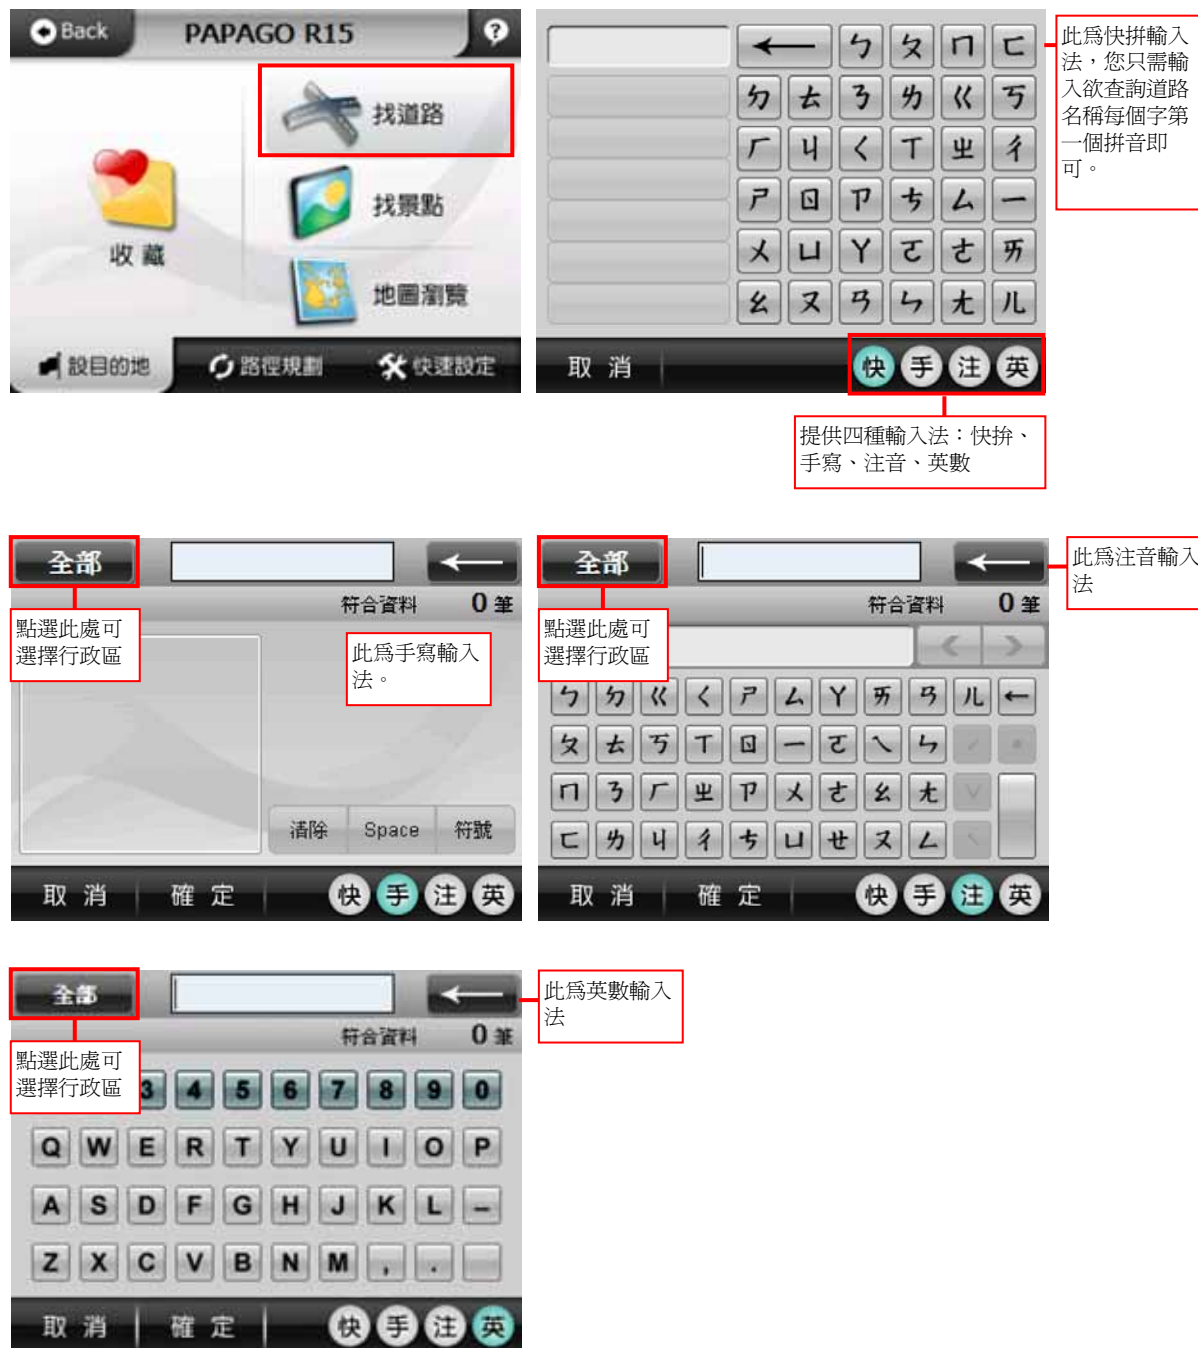 Back
PAPAGO R15
?
找道路
找景點
收藏
地圖瀏覽
設目的地
路徑規劃
快速設定
← ㄅ ㄆ ㄇ ㄈ
ㄉ ㄊ ㄋ ㄌ ㄍ ㄎ
ㄏ ㄐ ㄑ ㄒ ㄓ ㄔ
ㄕ ㄖ ㄗ ㄘ ㄙ ㄧ
ㄨ ㄩ ㄚ ㄛ ㄜ ㄞ
ㄠ ㄡ ㄢ ㄣ ㄤ ㄦ
取消 快 手 注 英
此為快拚輸入
法，您只需輸
入欲查詢道路
名稱每個字第
一個拚音即
可。
提供四種輸入法：快拚、
手寫、注音、英數
全部 ←
符合資料 0 筆
點選此處可
選擇行政區
此為手寫輸入
法。
清除 Space 符號
取消 確定 快 手 注 英
全部 ←
此為注音輸入
法
符合資料 0 筆
點選此處可
選擇行政區
ㄅ ㄉ ㄍ ㄑ ㄕ ㄙ ㄚ ㄞ ㄢ ㄦ ←
ㄆ ㄊ ㄎ ㄒ ㄖ ㄧ ㄛ ㄟ ㄣ ˊ ˙
ㄇ ㄋ ㄏ ㄓ ㄗ ㄨ ㄜ ㄠ ㄤ ˇ
ㄈ ㄌ ㄐ ㄔ ㄘ ㄩ ㄝ ㄡ ㄥ ˋ
取消 確定 快 手 注 英
全部 ←
此為英數輸入
法
符合資料 0 筆
點選此處可
選擇行政區
3 4 5 6 7 8 9 0
Q W E R T Y U I O P
A S D F G H J K L –
Z X C V B N M , .
取消 確定 快 手 注 英